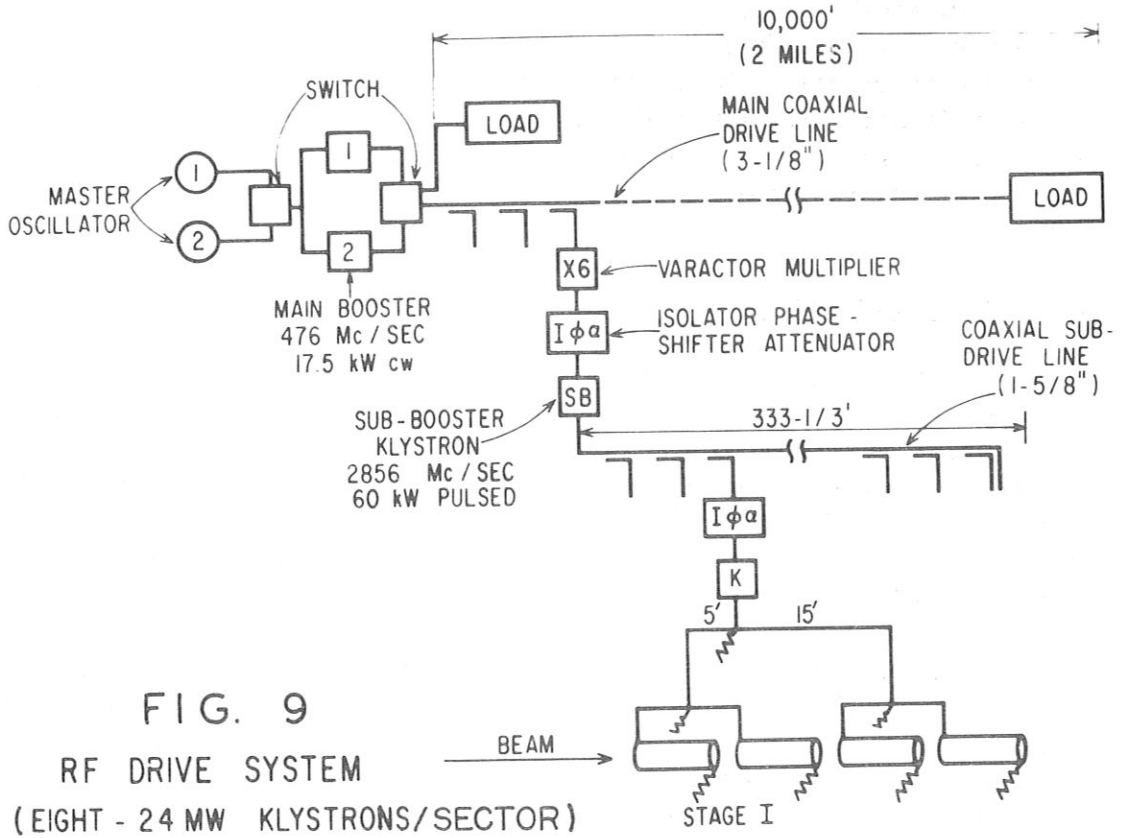 10,000'
(2 MILES)
SWITCH
LOAD
MAIN COAXIAL
DRIVE LINE
(3-1/8")
1
1
MASTER
OSCILLATOR
2
2
LOAD
MAIN BOOSTER
476 Mc/SEC
17.5 kW cw
X6
VARACTOR MULTIPLIER
Iϕα
ISOLATOR PHASE -
SHIFTER ATTENUATOR
COAXIAL SUB-
DRIVE LINE
(1-5/8")
SB
SUB-BOOSTER
KLYSTRON
2856 Mc/SEC
60 kW PULSED
333-1/3'
Iϕα
K
5'
15'
FIG. 9
RF DRIVE SYSTEM
(EIGHT - 24 MW KLYSTRONS/SECTOR)
BEAM
STAGE I